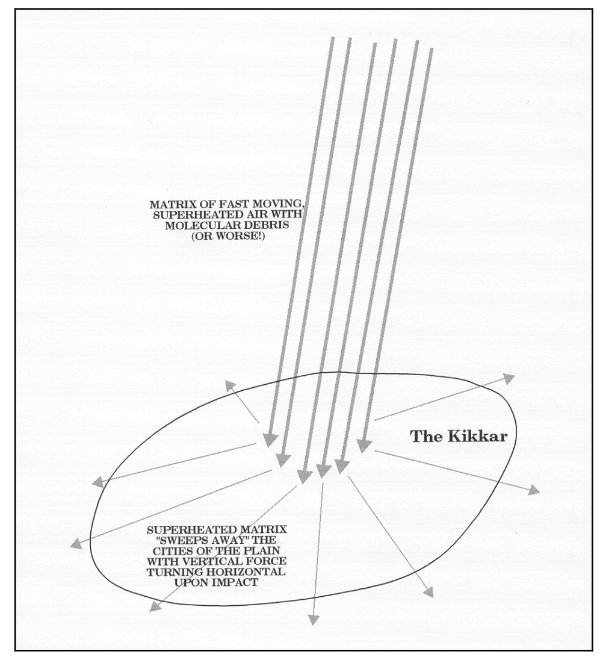 MATRIX OF FAST MOVING,
SUPERHEATED AIR WITH
MOLECULAR DEBRIS
(OR WORSE!)
The Kikkar
SUPERHEATED MATRIX
"SWEEPS AWAY" THE
CITIES OF THE PLAIN
WITH VERTICAL FORCE
TURNING HORIZONTAL
UPON IMPACT